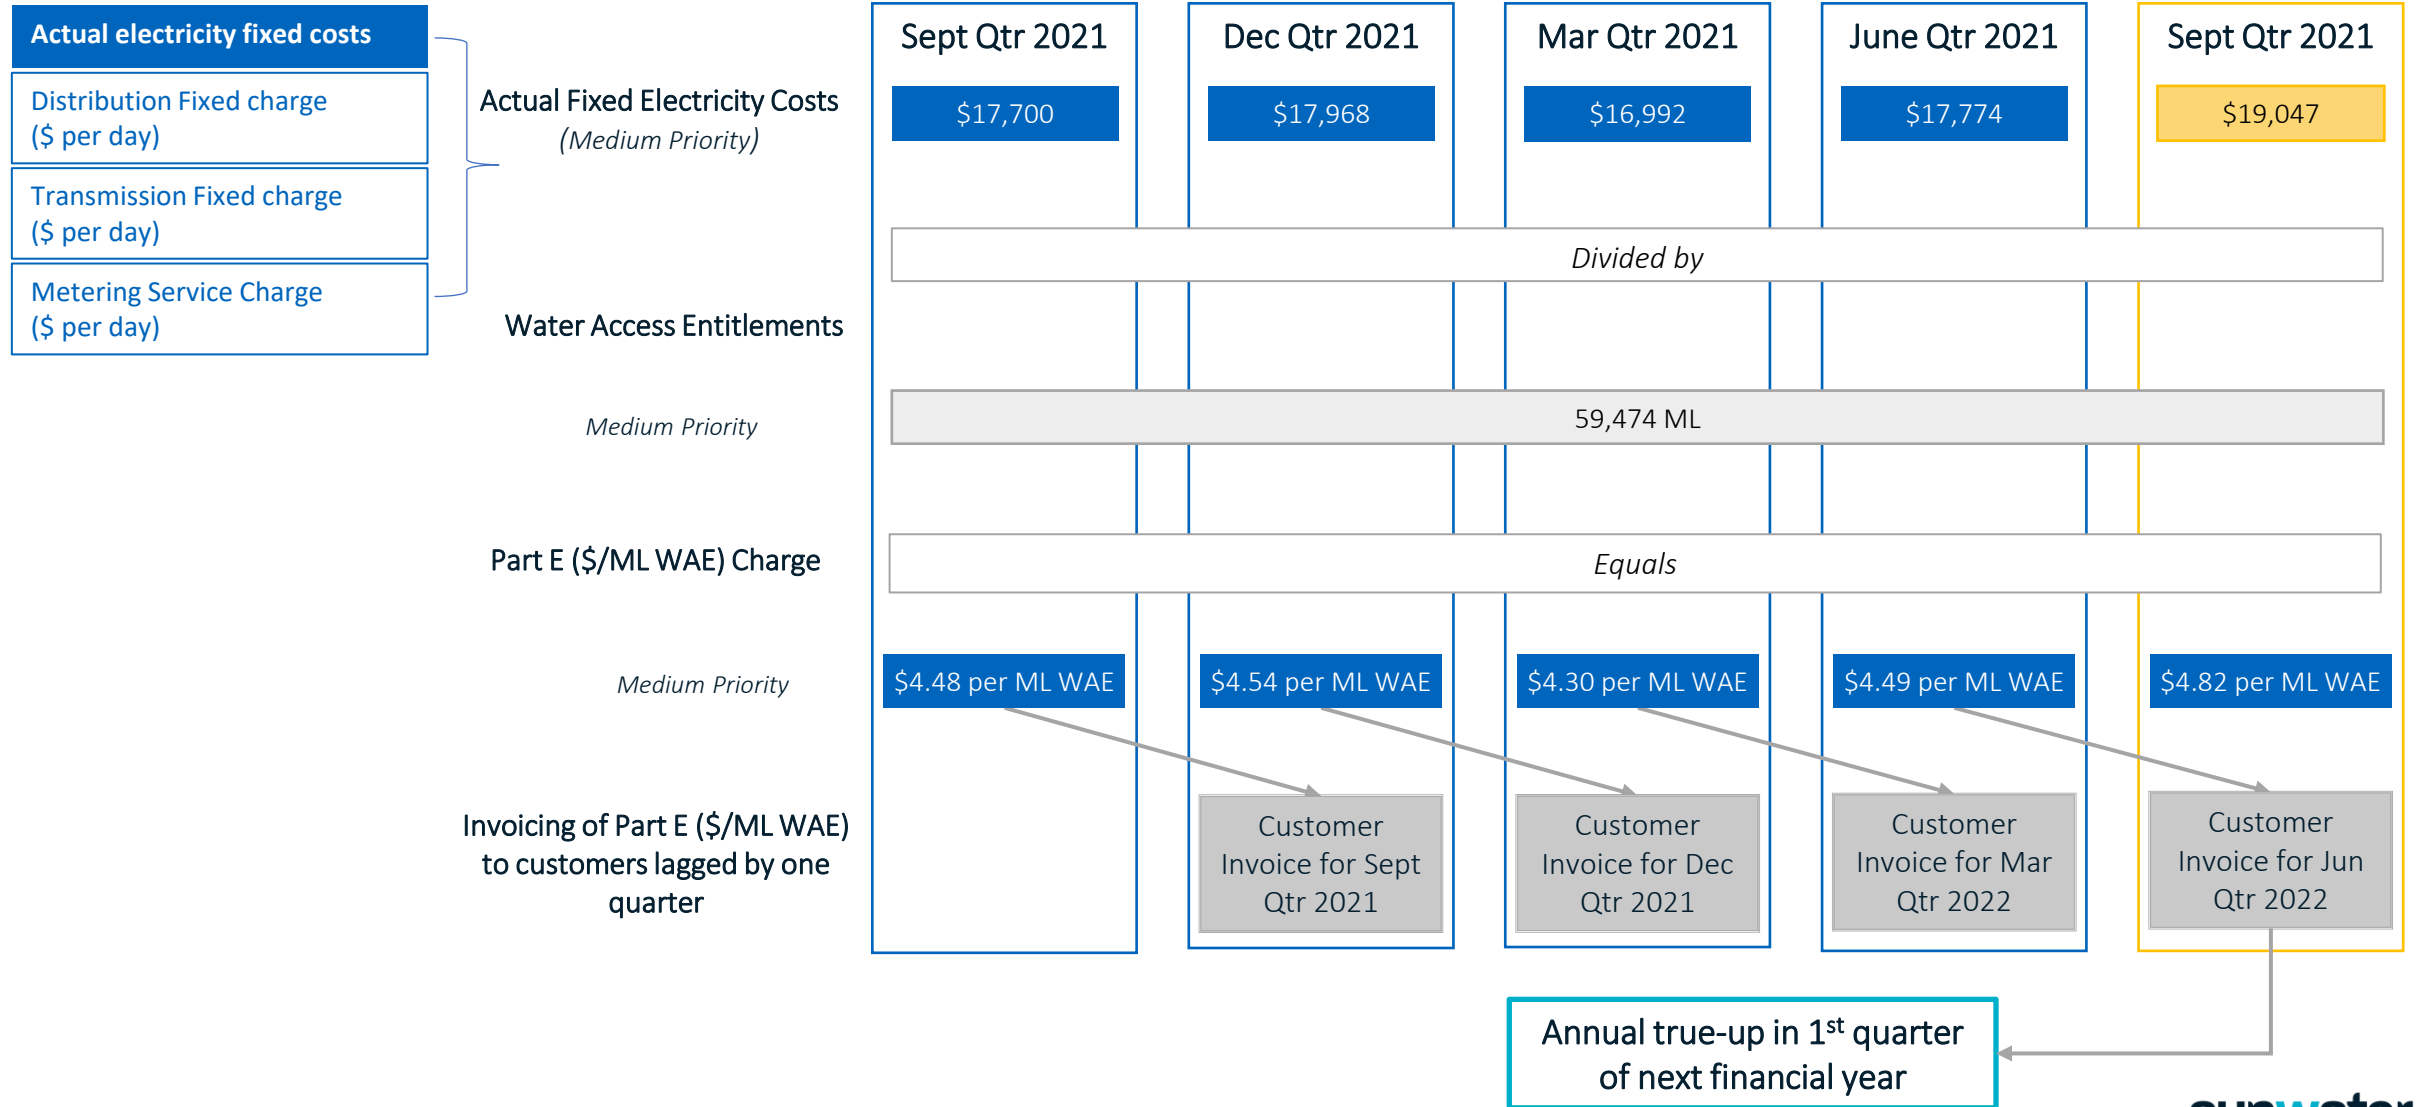 Actual electricity fixed costs
Distribution Fixed charge
($ per day)
Transmission Fixed charge
($ per day)
Metering Service Charge
($ per day)
Sept Qtr 2021
Dec Qtr 2021
Mar Qtr 2021
June Qtr 2021
Sept Qtr 2021
Actual Fixed Electricity Costs
(Medium Priority)
$17,700
$17,968
$16,992
$17,774
$19,047
Divided by
Water Access Entitlements
Medium Priority
59,474 ML
Part E ($/ML WAE) Charge
Equals
Medium Priority
$4.48 per ML WAE
$4.54 per ML WAE
$4.30 per ML WAE
$4.49 per ML WAE
$4.82 per ML WAE
Invoicing of Part E ($/ML WAE)
to customers lagged by one
quarter
Customer
Invoice for Sept
Qtr 2021
Customer
Invoice for Dec
Qtr 2021
Customer
Invoice for Mar
Qtr 2022
Customer
Invoice for Jun
Qtr 2022
Annual true-up in 1st quarter
of next financial year